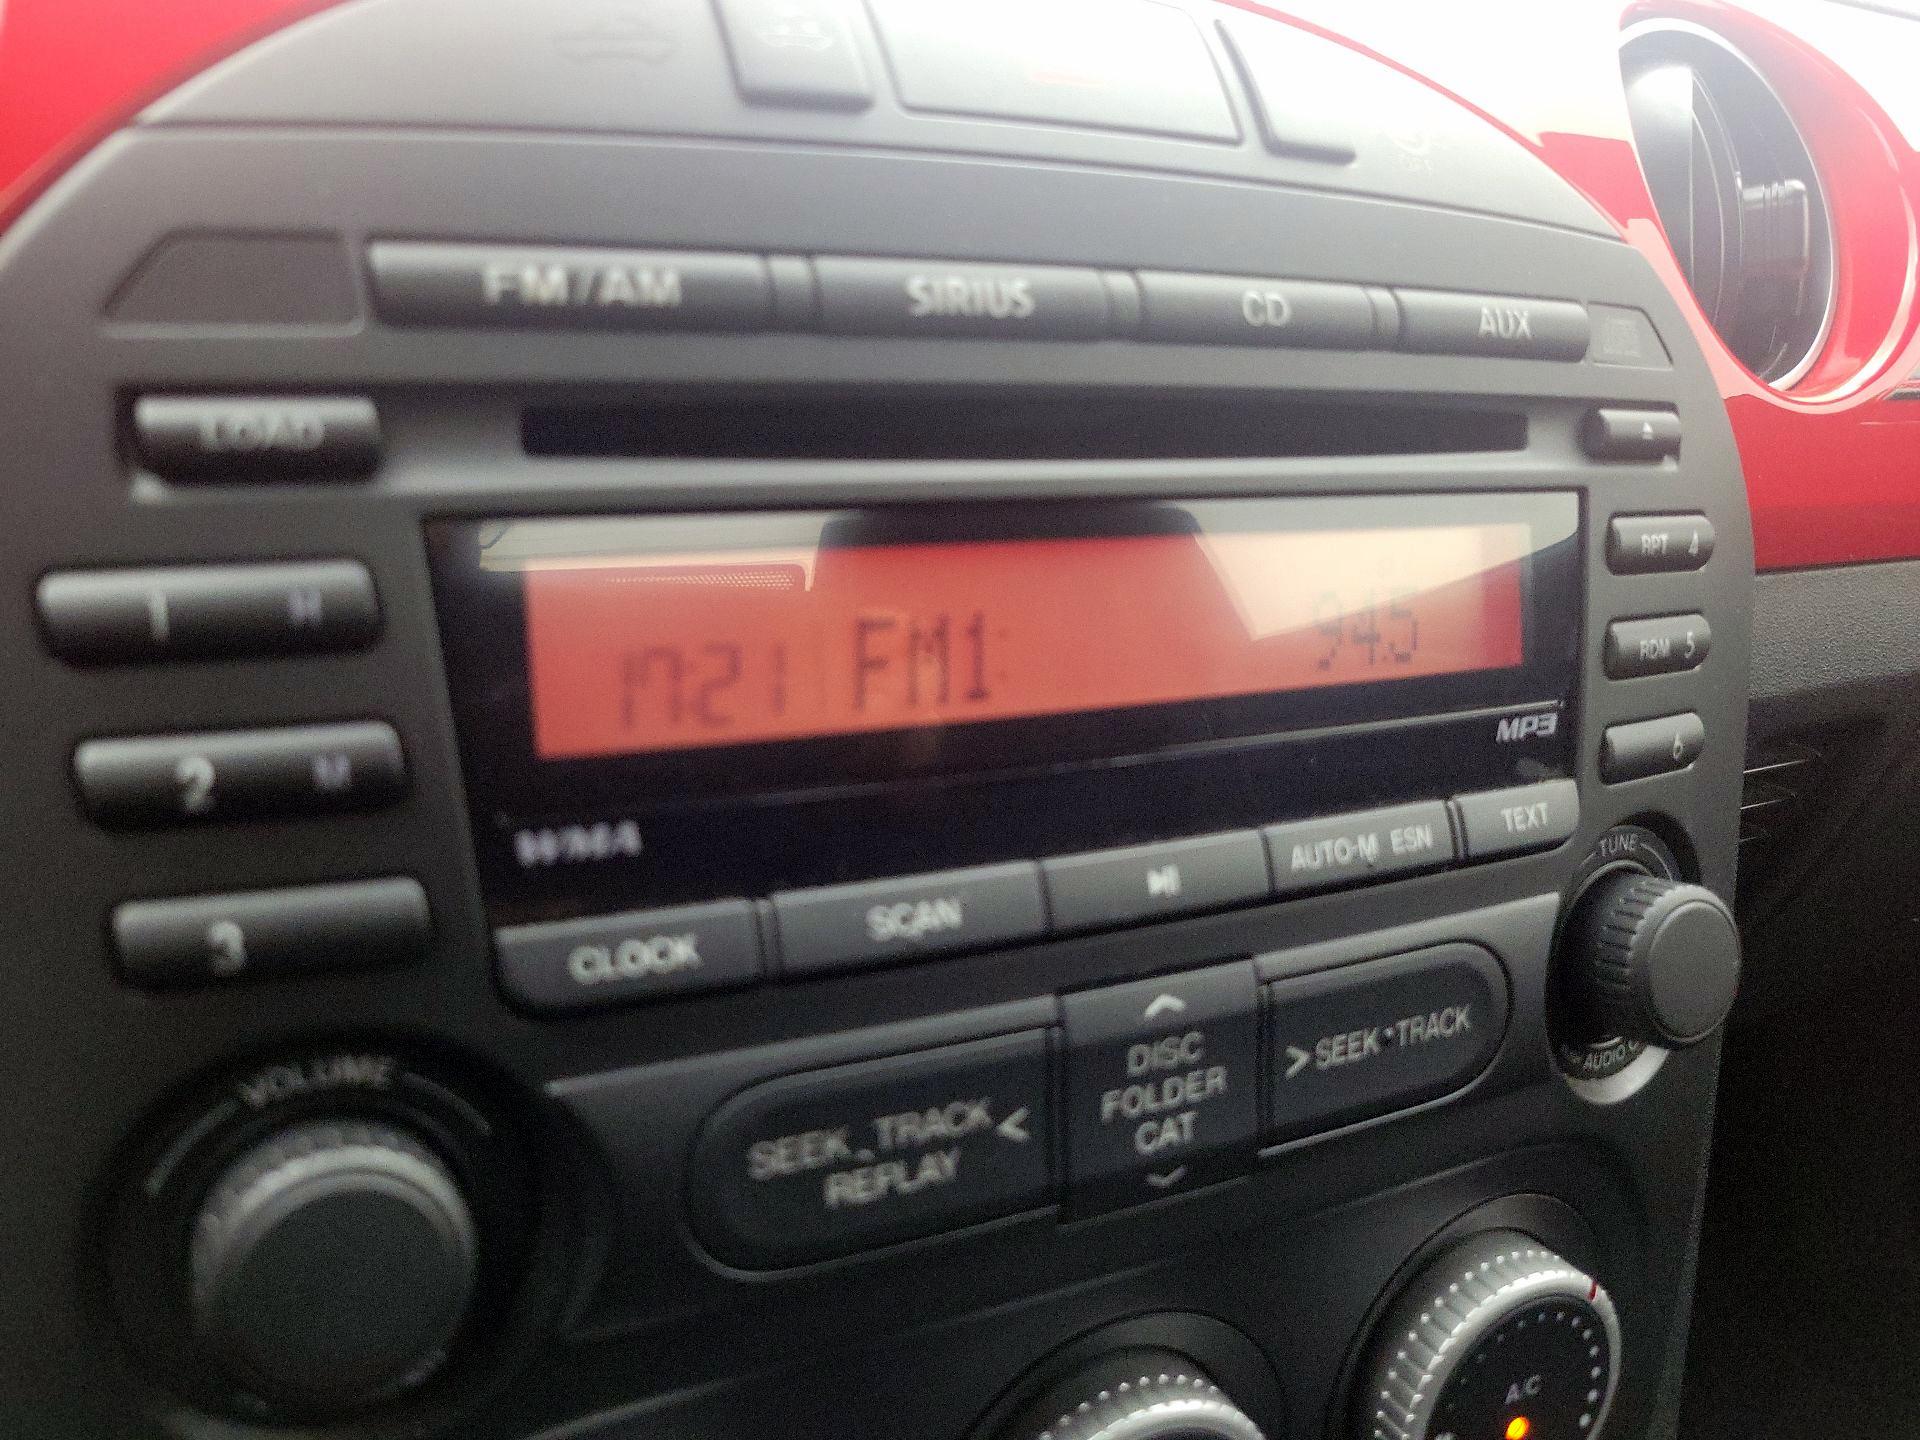 FM/AM SIRIUS CD AUX
LOAD
1 H
RPT 4
17:21 FM1 94.5
RDM 5
2 M
MP3
6
WMA
3
CLOCK SCAN AUTO-M ESN TEXT
TUNE
AUDIO
VOLUME
SEEK TRACK <
REPLAY
DISC
FOLDER
CAT
> SEEK TRACK
A/C